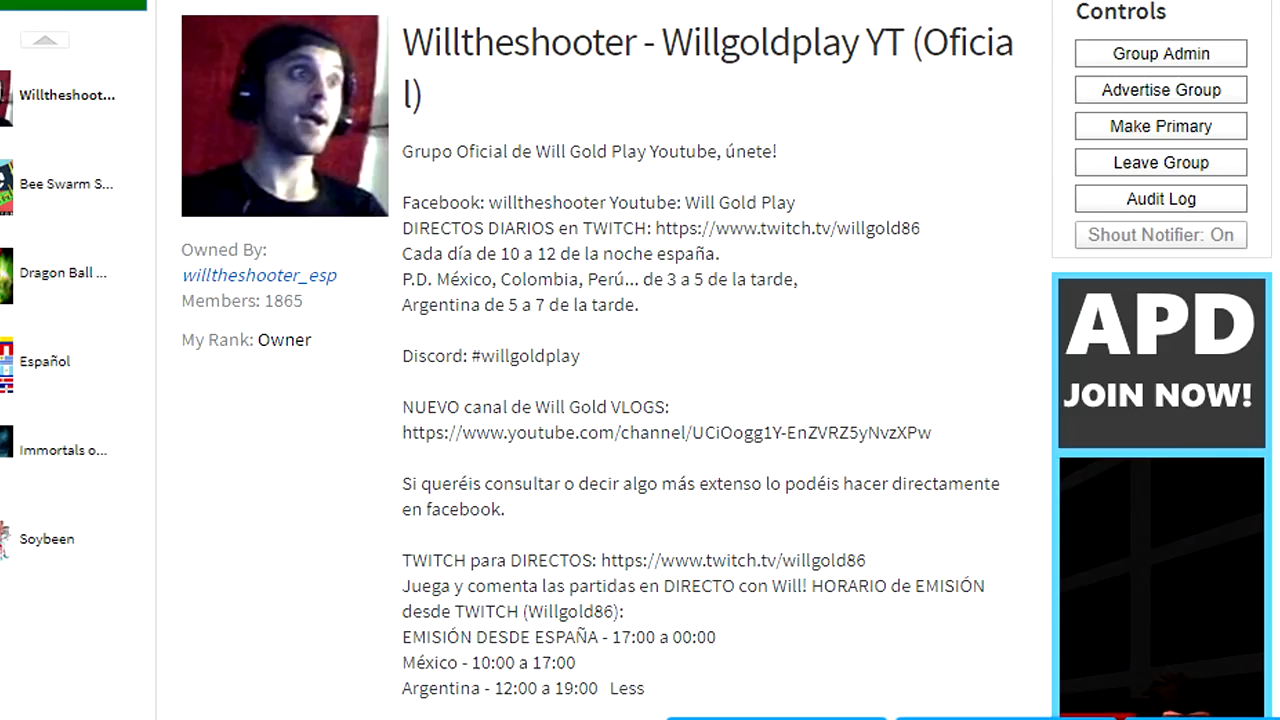 Willtheshoot...
Bee Swarm S...
Dragon Ball ...
Español
Immortals o...
Soybeen
Owned By:
willtheshooter_esp
Members: 1865
My Rank: Owner
Willtheshooter - Willgoldplay YT (Oficia
l)
Grupo Oficial de Will Gold Play Youtube, únete!
Facebook: willtheshooter Youtube: Will Gold Play
DIRECTOS DIARIOS en TWITCH: https://www.twitch.tv/willgold86
Cada día de 10 a 12 de la noche españa.
P.D. México, Colombia, Perú... de 3 a 5 de la tarde,
Argentina de 5 a 7 de la tarde.
Discord: #willgoldplay
NUEVO canal de Will Gold VLOGS:
https://www.youtube.com/channel/UCiOogg1Y-EnZVRZ5yNvzXPw
Si queréis consultar o decir algo más extenso lo podéis hacer directamente
en facebook.
TWITCH para DIRECTOS: https://www.twitch.tv/willgold86
Juega y comenta las partidas en DIRECTO con Will! HORARIO de EMISIÓN
desde TWITCH (Willgold86):
EMISIÓN DESDE ESPAÑA - 17:00 a 00:00
México - 10:00 a 17:00
Argentina - 12:00 a 19:00 Less
Controls
Group Admin
Advertise Group
Make Primary
Leave Group
Audit Log
Shout Notifier: On
APD
JOIN NOW!